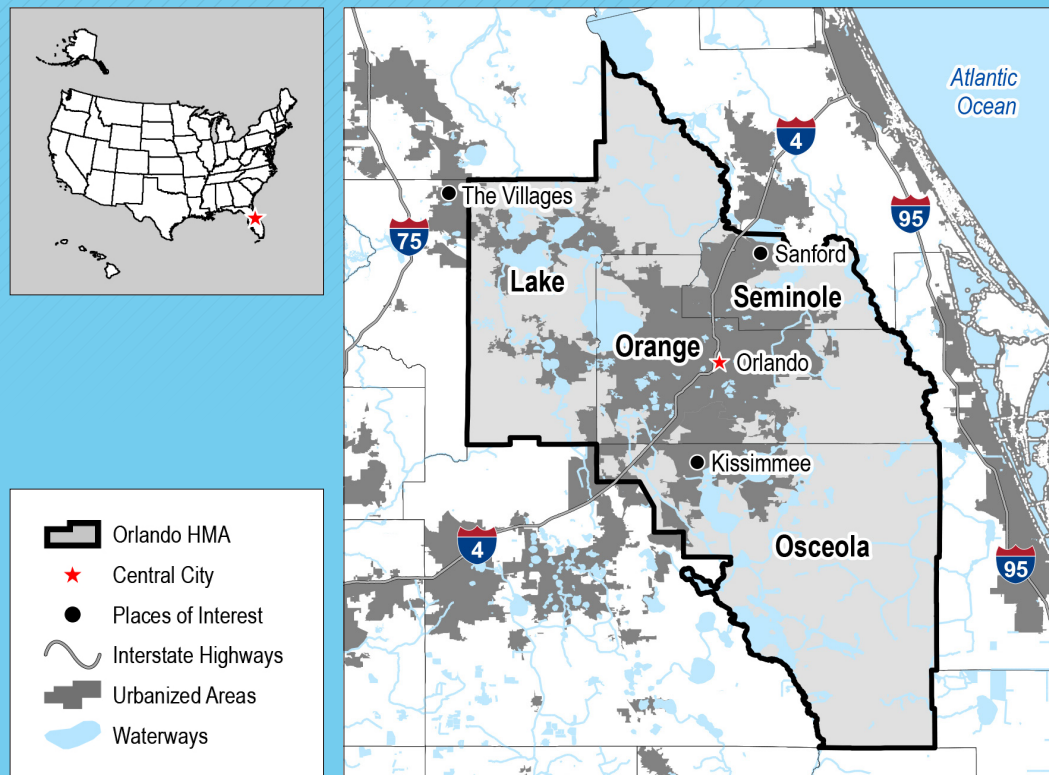 Atlantic
Ocean
4
The Villages
95
75
Sanford
Lake
Seminole
Orange
Orlando
Kissimmee
Osceola
4
95
Orlando HMA
Central City
Places of Interest
Interstate Highways
Urbanized Areas
Waterways